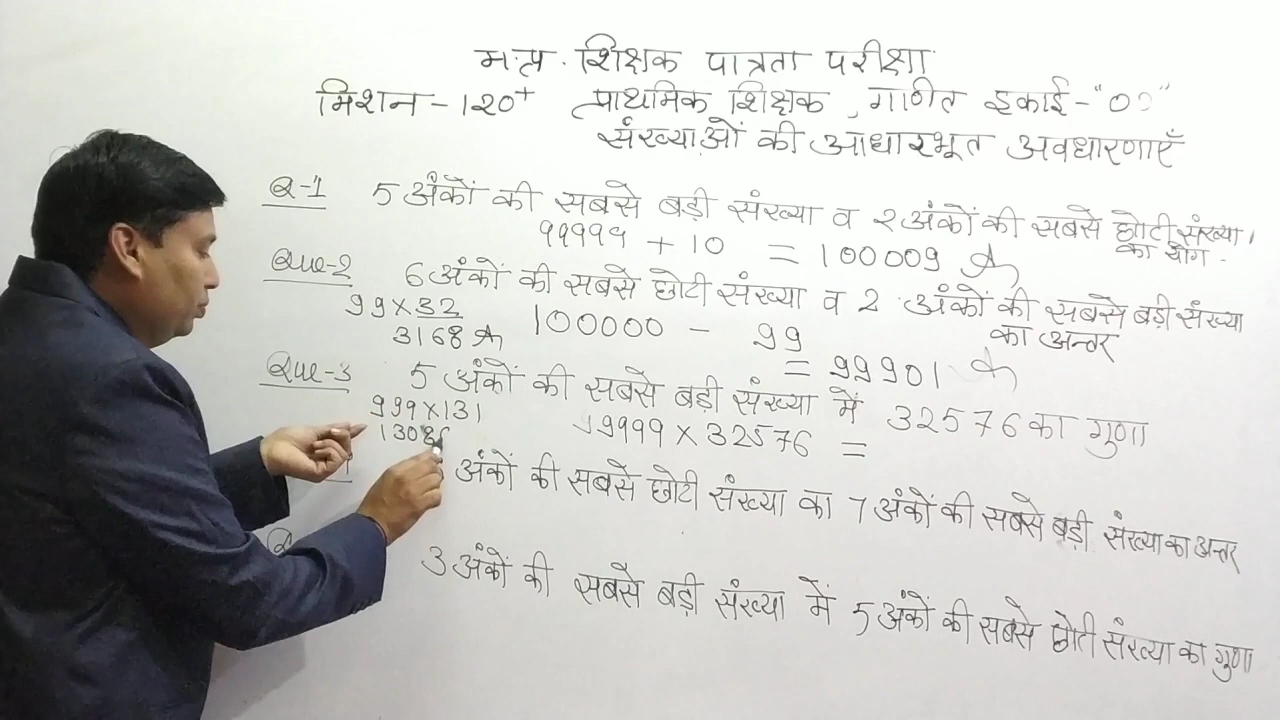 म.प्र. शिक्षक पात्रता परीक्षा
मिशन - 120+ प्राथमिक शिक्षक, गणित इकाई-
संख्याओं की आधारभूत अवधारणाएँ
Q-1 5 अंकों की सबसे बड़ी संख्या व 2 अंकों की सबसे छोटी संख्या,
का योग -
99999 + 10 = 100009 A
Que-2 6 अंकों की सबसे छोटी संख्या व 2 अंकों की सबसे बड़ी संख्या
का अन्तर
99×32
3168 A
100000 - 99
= 99901 A
Que-3 5 अंकों की सबसे बड़ी संख्या में 32576 का गुणा
999×131
1308
99999 × 32576 =
अंकों की सबसे छोटी संख्या का 7 अंकों की सबसे बड़ी संख्या का अन्तर
3 अंकों की सबसे बड़ी संख्या में 5 अंकों की सबसे छोटी संख्या का गुणा